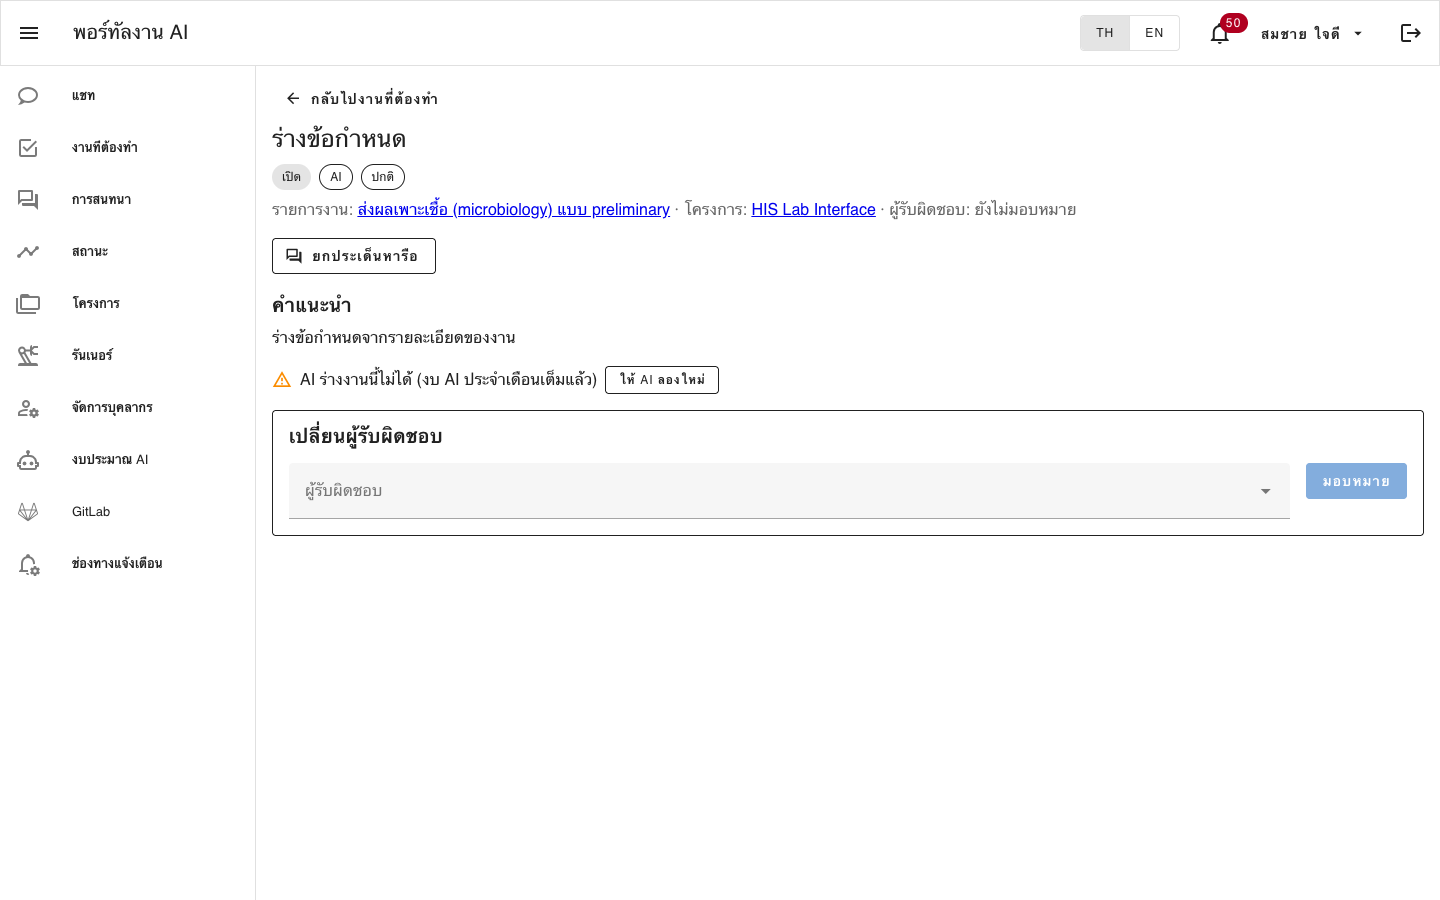 พอร์ทัลงาน AI
TH EN
50
สมชาย ใจดี
แชท
งานที่ต้องทำ
การสนทนา
สถานะ
โครงการ
รันเนอร์
จัดการบุคลากร
งบประมาณ AI
GitLab
ช่องทางแจ้งเตือน
กลับไปงานที่ต้องทำ
ร่างข้อกำหนด
เปิด AI ปกติ
รายการงาน: ส่งผลเพาะเชื้อ (microbiology) แบบ preliminary · โครงการ: HIS Lab Interface · ผู้รับผิดชอบ: ยังไม่มอบหมาย
ยกประเด็นหารือ
คำแนะนำ
ร่างข้อกำหนดจากรายละเอียดของงาน
AI ร่างงานนี้ไม่ได้ (งบ AI ประจำเดือนเต็มแล้ว) ให้ AI ลองใหม่
เปลี่ยนผู้รับผิดชอบ
ผู้รับผิดชอบ
มอบหมาย